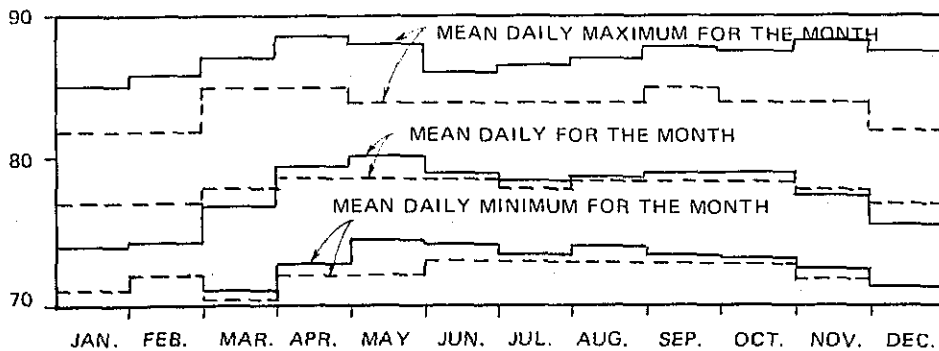 90
MEAN DAILY MAXIMUM FOR THE MONTH
80
MEAN DAILY FOR THE MONTH
MEAN DAILY MINIMUM FOR THE MONTH
70
JAN. FEB. MAR. APR. MAY JUN. JUL. AUG. SEP. OCT. NOV. DEC.